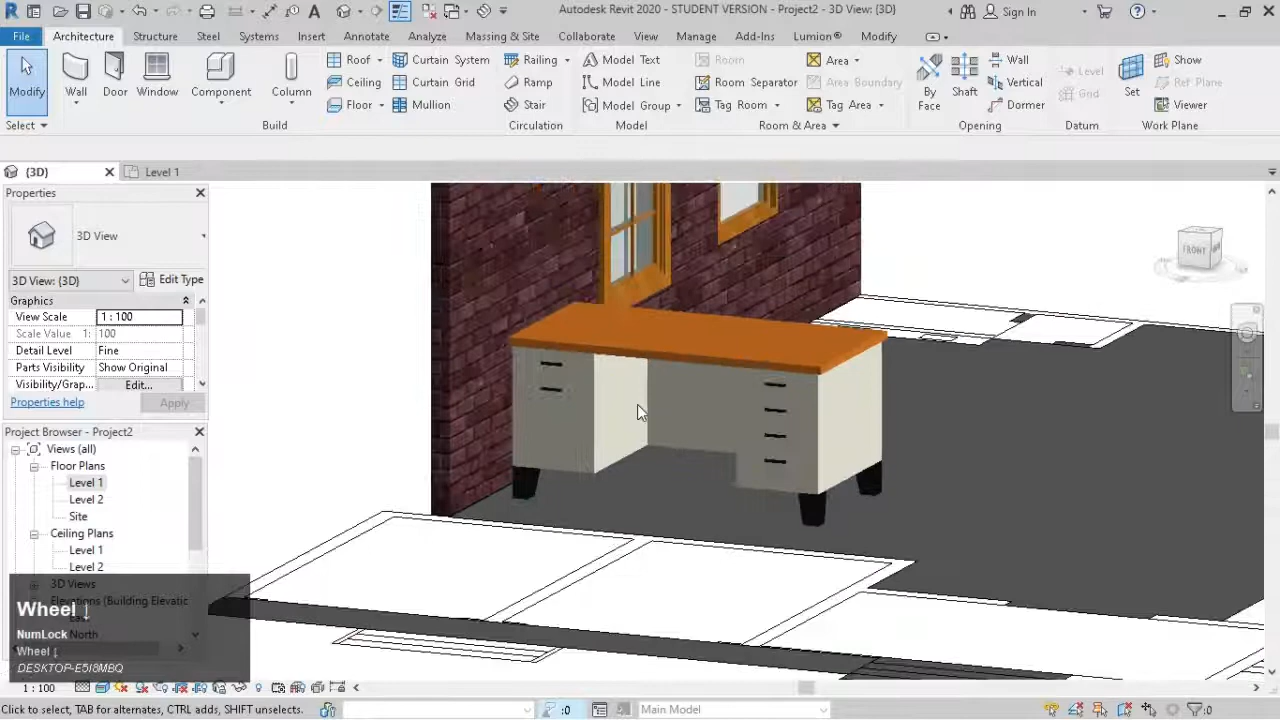 Autodesk Revit 2020 - STUDENT VERSION - Project2 - 3D View: {3D}
Sign In
File Architecture Structure Steel Systems Insert Annotate Analyze Massing & Site Collaborate View Manage Add-Ins Lumion® Modify
Modify
Wall
Door
Window
Component
Column
Roof
Ceiling
Floor
Curtain System
Curtain Grid
Mullion
Railing
Ramp
Stair
Model Text
Model Line
Model Group
Room
Room Separator
Tag Room
Area
Area Boundary
Tag Area
By Face
Shaft
Wall
Vertical
Dormer
Level
Grid
Set
Show
Ref Plane
Viewer
Select Build Circulation Model Room & Area Opening Datum Work Plane
{3D} Level 1
Properties
3D View
3D View: {3D} Edit Type
Graphics
View Scale 1 : 100
Scale Value 1: 100
Detail Level Fine
Parts Visibility Show Original
Visibility/Grap... Edit...
Properties help Apply
Project Browser - Project2
Views (all)
Floor Plans
Level 1
Level 2
Site
Ceiling Plans
Level 1
Level 2
3D Views
Elevations (Building Elevatic
North
Wheel ↓
NumLock
Wheel ↓
DESKTOP-E5I8MBQ
FRONT
1 : 100
Click to select, TAB for alternates, CTRL adds, SHIFT unselects.
:0
Main Model
:0